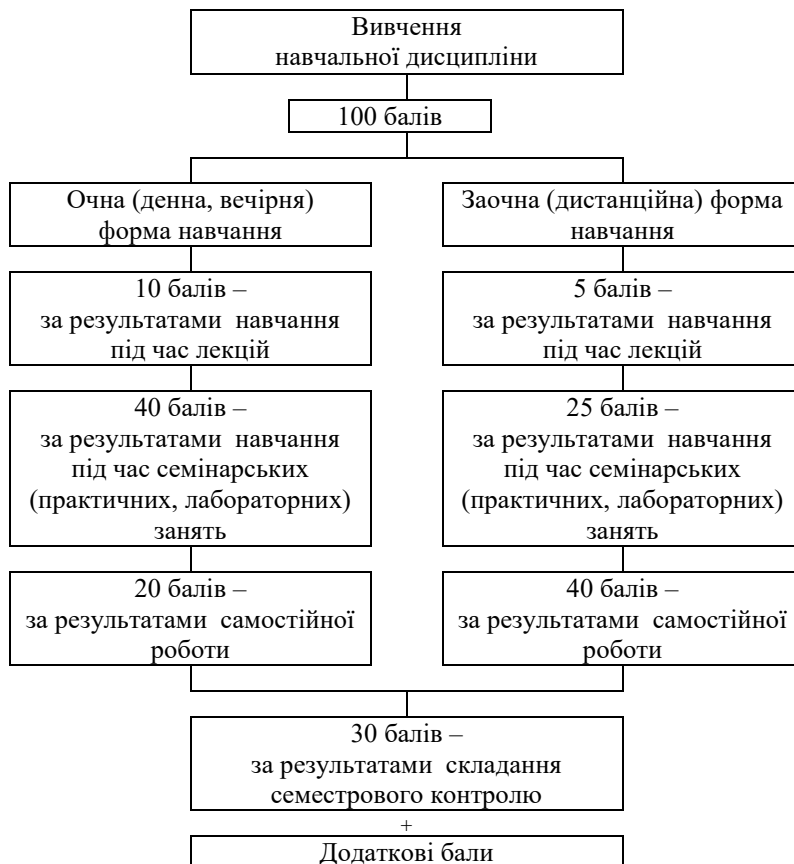 Вивчення
навчальної дисципліни
100 балів
Очна (денна, вечірня)
форма навчання
10 балів –
за результатами навчання
під час лекцій
40 балів –
за результатами навчання
під час семінарських
(практичних, лабораторних)
занять
20 балів –
за результатами самостійної
роботи
Заочна (дистанційна) форма
навчання
5 балів –
за результатами навчання
під час лекцій
25 балів –
за результатами навчання
під час семінарських
(практичних, лабораторних)
занять
40 балів –
за результатами самостійної
роботи
30 балів –
за результатами складання
семестрового контролю
+
Додаткові бали